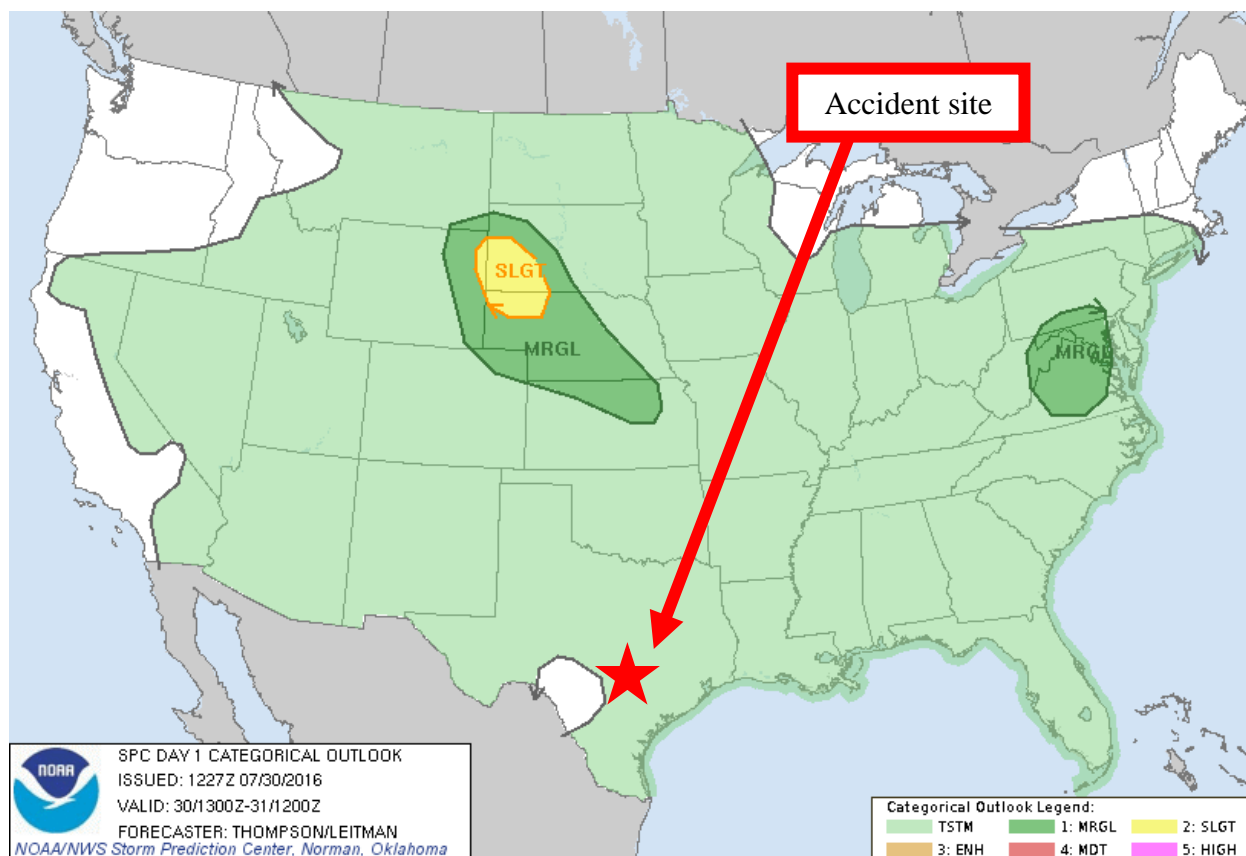 Accident site
SLGT
MRGL
MRGL
NOAA
SPC DAY 1 CATEGORICAL OUTLOOK
ISSUED: 1227Z 07/30/2016
VALID: 30/1300Z-31/1200Z
FORECASTER: THOMPSON/LEITMAN
NOAA/NWS Storm Prediction Center, Norman, Oklahoma
Categorical Outlook Legend:
TSTM 1: MRGL 2: SLGT
3: ENH 4: MDT 5: HIGH